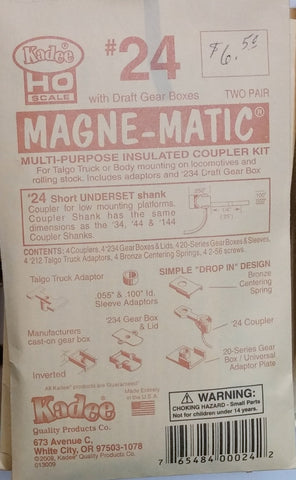 Kadee®
HO
SCALE
#24
$6.50
with Draft Gear Boxes
TWO PAIR
MAGNE-MATIC®
MULTI-PURPOSE INSULATED COUPLER KIT
For Talgo Truck or Body mounting on locomotives and
rolling stock. Includes adaptors and #234 Draft Gear Box
#24 Short UNDERSET shank
Coupler for low mounting platforms.
Coupler Shank has the same
dimensions as the #34, #44 & #144
Coupler Shanks.
CONTENTS: 4 Couplers, 4 #234 Gear Boxes & Lids, 4 20-Series Gear Boxes & Sleeves,
4 #212 Talgo Truck Adaptors, 4 Bronze Centering Springs, 4 2-56 screws.
Talgo Truck Adaptor
SIMPLE "DROP IN" DESIGN
Bronze
Centering
Spring
.055" & .100" Id.
Sleeve Adaptors
Manufacturers
cast-on gear box
#234 Gear Box
& Lid
24 Coupler
Inverted
20-Series Gear
Box / Universal
Adaptor Plate
All Kadee® products are Guaranteed!
Kadee®
Quality Products Co.
Made Entirely
in the U.S.A.
673 Avenue C,
White City, OR 97503-1078
©2009, Kadee® Quality Products Co.
013009
WARNING:
CHOKING HAZARD - Small Parts
Not for children under 14 years.
7 65484 00024 2